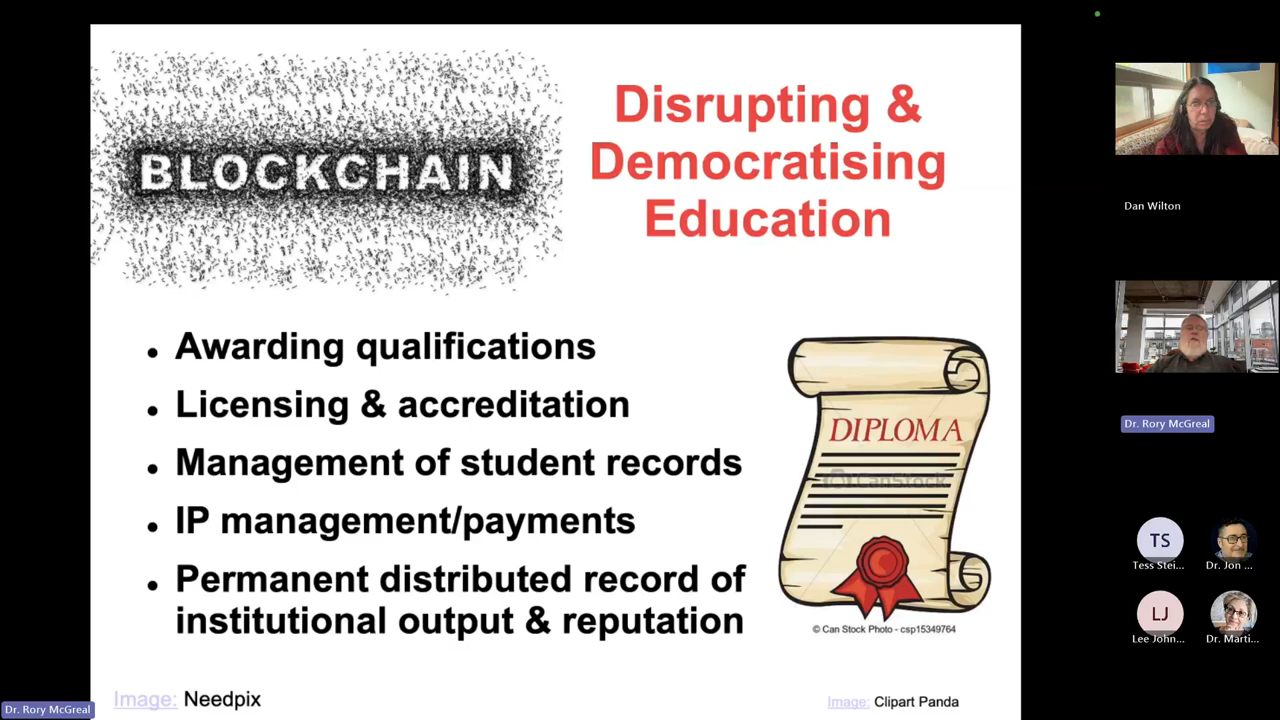 BLOCKCHAIN
Disrupting &
Democratising
Education
• Awarding qualifications
• Licensing & accreditation
• Management of student records
• IP management/payments
• Permanent distributed record of
institutional output & reputation
DIPLOMA
CanStock
© Can Stock Photo - csp15349764
Image: Needpix
Image: Clipart Panda
Dr. Rory McGreal
Dan Wilton
Dr. Rory McGreal
TS
Tess Stei...
Dr. Jon ...
LJ
Lee John...
Dr. Marti...